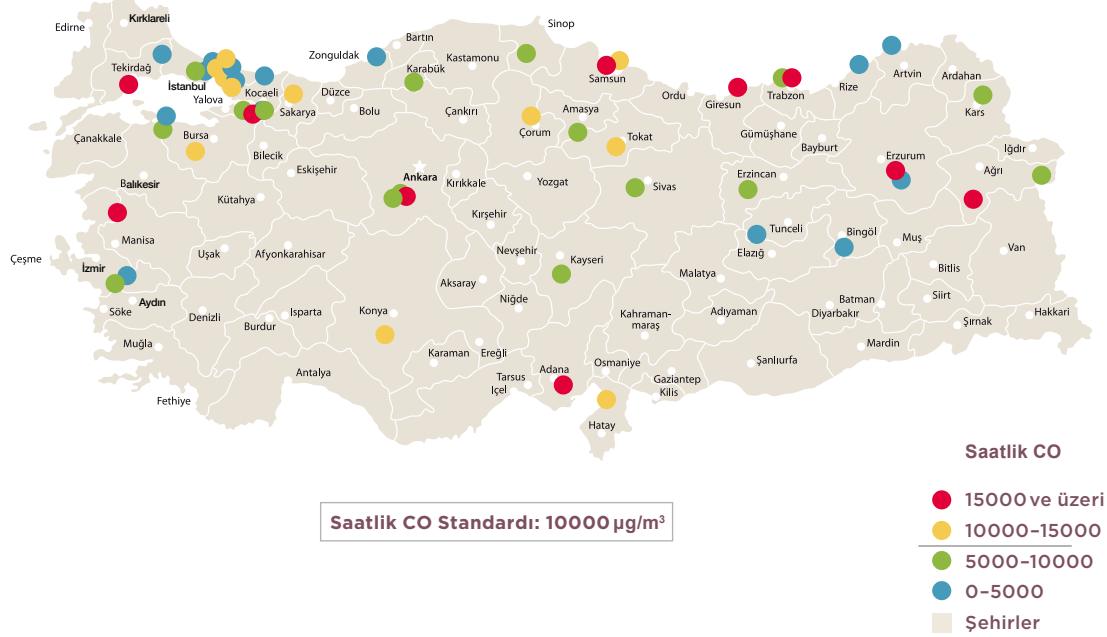 Sinop
Kırklareli
Edirne
Bartın
Zonguldak
Kastamonu
Karabük
Tekirdağ
İstanbul
Kocaeli
Yalova
Sakarya
Düzce
Bolu
Çankırı
Samsun
Ordu
Giresun
Trabzon
Rize
Artvin
Ardahan
Kars
Amasya
Çorum
Tokat
Gümüşhane
Bayburt
Erzurum
Iğdır
Ağrı
Çanakkale
Bursa
Bilecik
Eskişehir
Ankara
Kırıkkale
Yozgat
Sivas
Erzincan
Balıkesir
Kütahya
Kırşehir
Tunceli
Bingöl
Muş
Van
Manisa
Çeşme
İzmir
Uşak
Afyonkarahisar
Nevşehir
Kayseri
Elazığ
Malatya
Bitlis
Aksaray
Niğde
Siirt
Batman
Diyarbakır
Adıyaman
Hakkari
Şırnak
Aydın
Söke
Denizli
Burdur
Isparta
Konya
Kahraman-
maraş
Muğla
Karaman
Ereğli
Mardin
Şanlıurfa
Osmaniye
Adana
Tarsus
Içel
Gaziantep
Kilis
Antalya
Fethiye
Hatay
Saatlik CO
Saatlik CO Standardı: 10000 µg/m³
15000 ve üzeri
10000–15000
5000–10000
0–5000
Şehirler